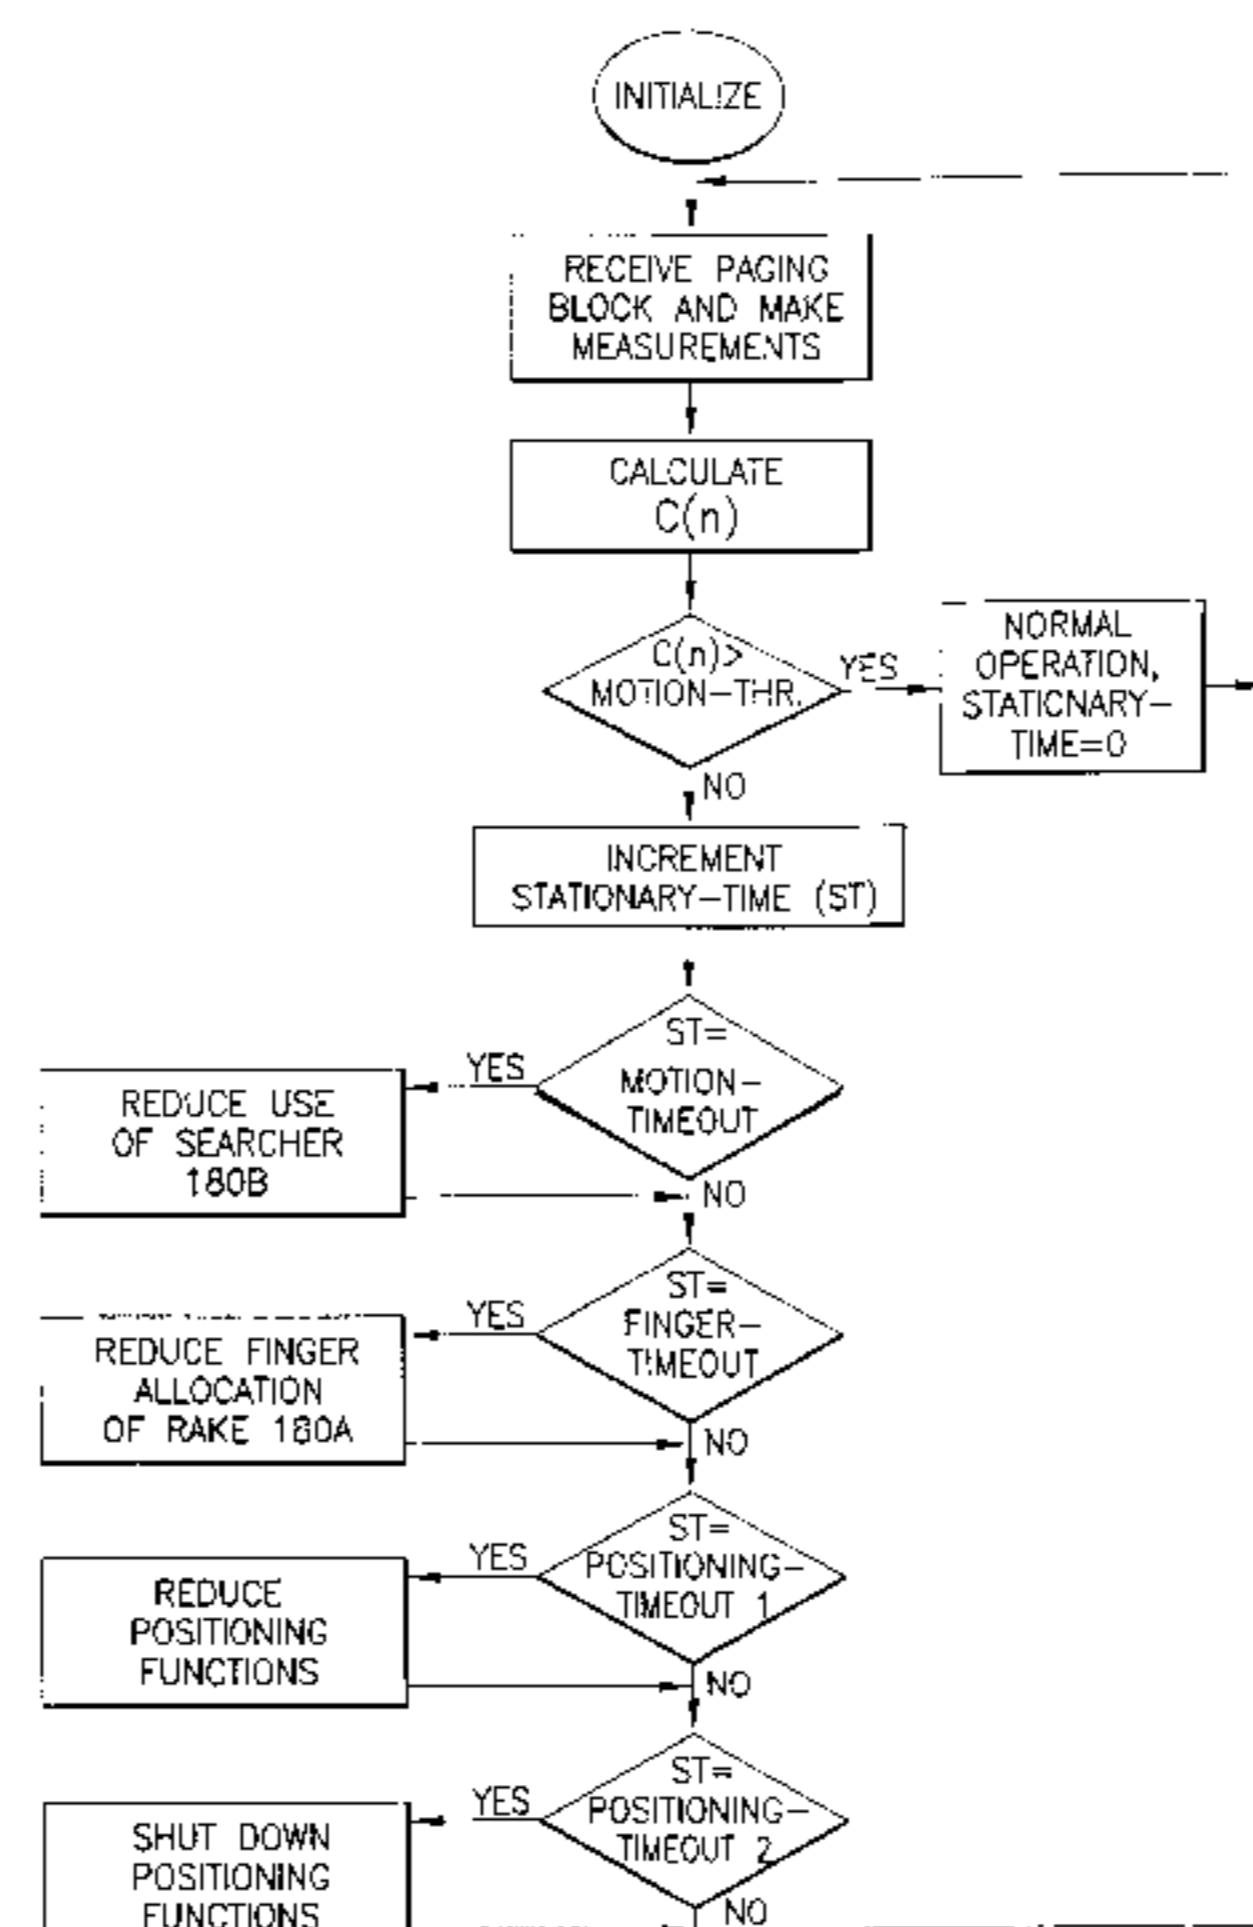 INITIALIZE
RECEIVE PAGING
BLOCK AND MAKE
MEASUREMENTS
CALCULATE
C(n)
C(n)>
MOTION-THR.
YES
NORMAL
OPERATION,
STATIONARY-
TIME=0
NO
INCREMENT
STATIONARY-TIME (ST)
ST=
MOTION-
TIMEOUT
YES
REDUCE USE
OF SEARCHER
180B
NO
ST=
FINGER-
TIMEOUT
YES
REDUCE FINGER
ALLOCATION
OF RAKE 180A
NO
ST=
POSITIONING-
TIMEOUT 1
YES
REDUCE
POSITIONING
FUNCTIONS
NO
ST=
POSITIONING-
TIMEOUT 2
YES
SHUT DOWN
POSITIONING
FUNCTIONS
NO